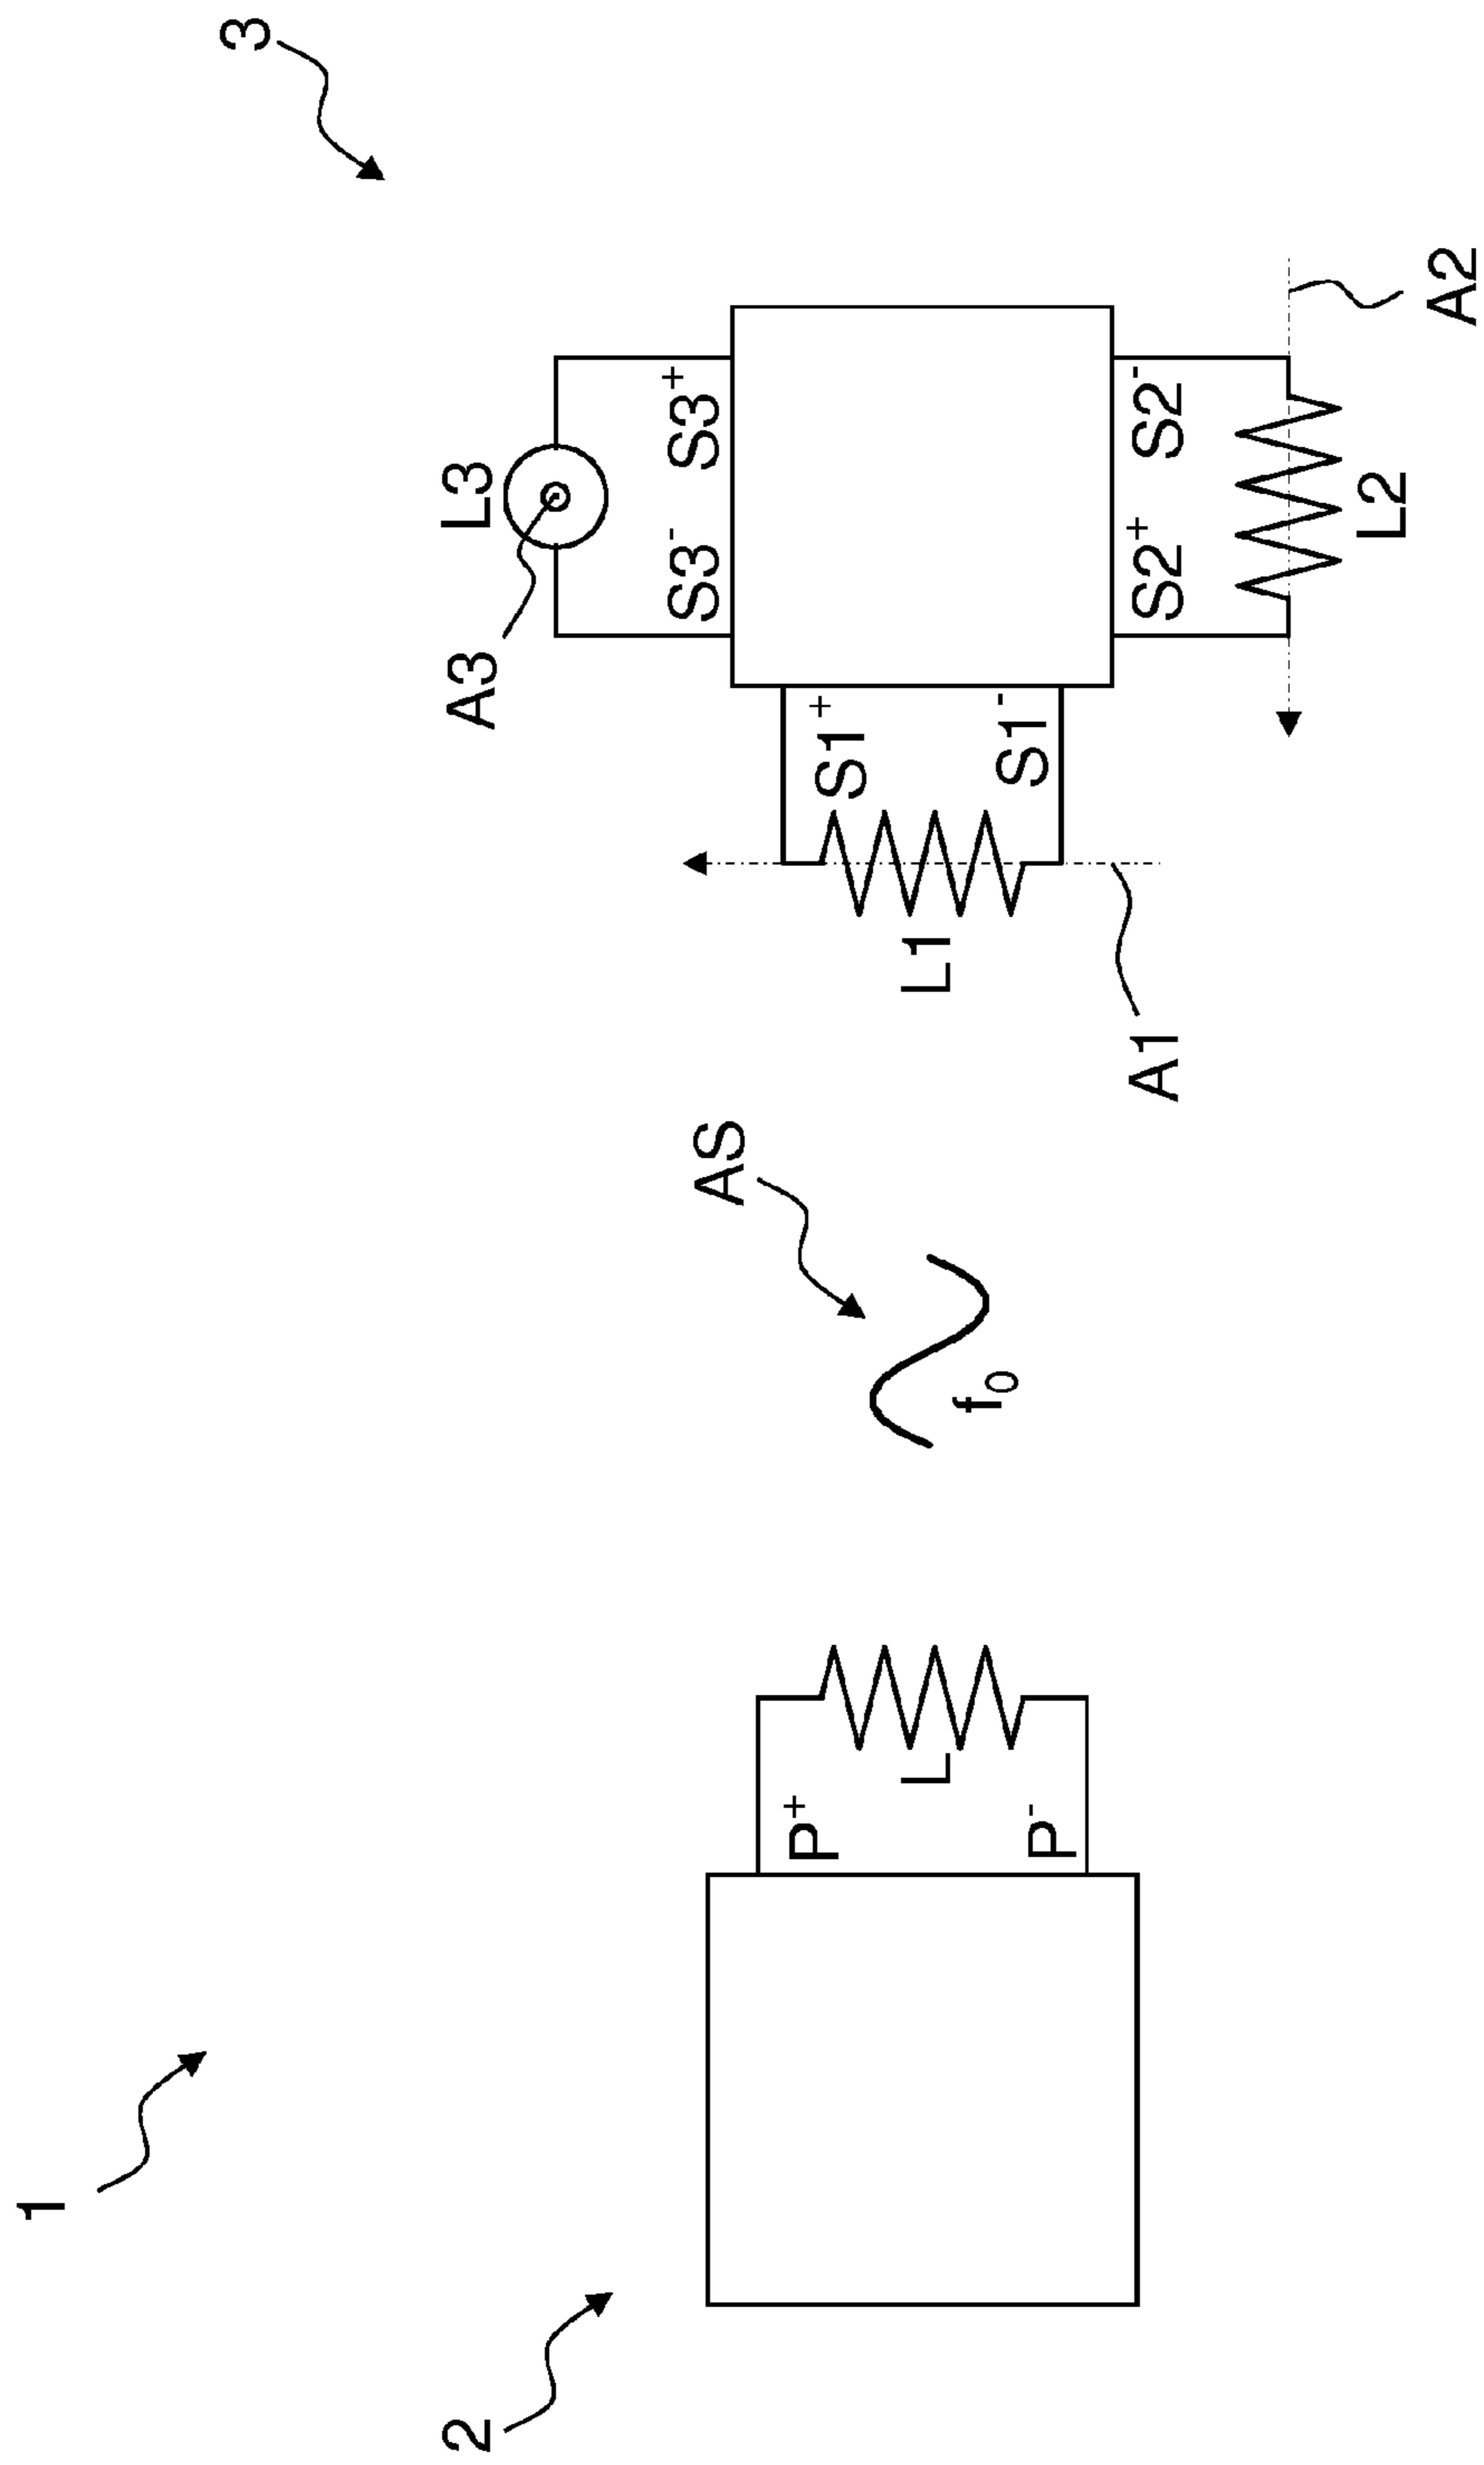 1
2
P⁺
P⁻
L
AS
f₀
3
L3
A3
S3⁻
S3⁺
S1⁺
S1⁻
L1
A1
S2⁺
S2⁻
L2
A2